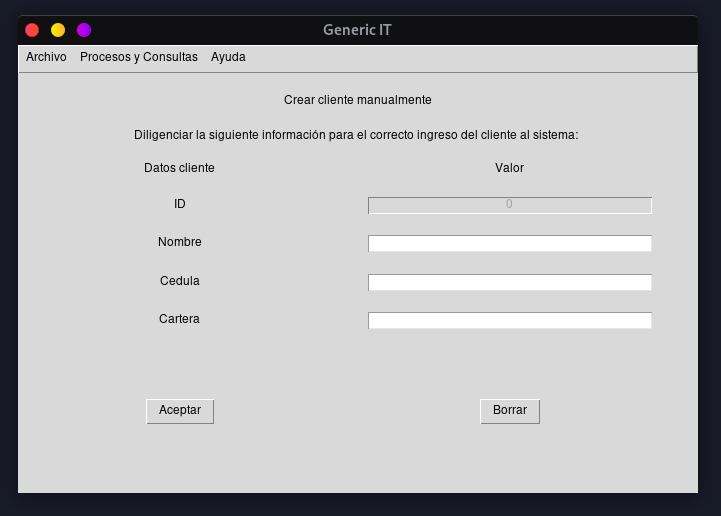 Generic IT
Archivo Procesos y Consultas Ayuda
Crear cliente manualmente
Diligenciar la siguiente información para el correcto ingreso del cliente al sistema:
Datos cliente Valor
ID 0
Nombre
Cedula
Cartera
Aceptar Borrar